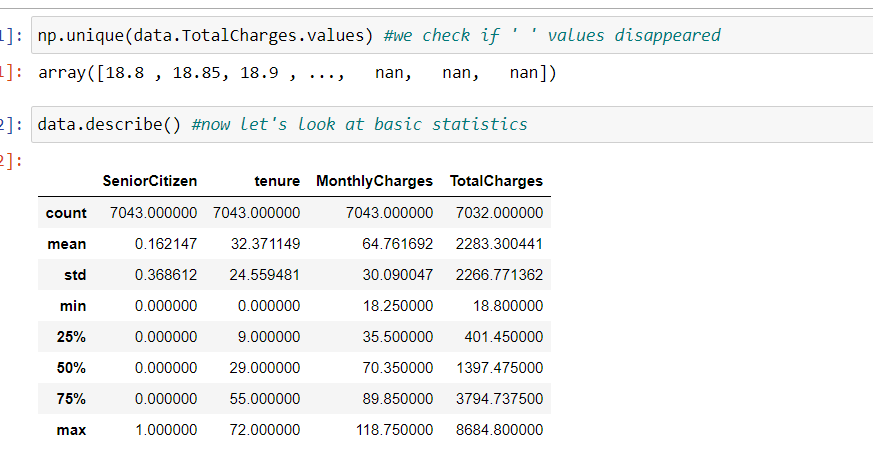 1]: np.unique(data.TotalCharges.values) #we check if ' ' values disappeared
1]: array([18.8 , 18.85, 18.9 , ..., nan, nan, nan])
2]: data.describe() #now let's look at basic statistics
2]:
SeniorCitizen tenure MonthlyCharges TotalCharges
count 7043.000000 7043.000000 7043.000000 7032.000000
mean 0.162147 32.371149 64.761692 2283.300441
std 0.368612 24.559481 30.090047 2266.771362
min 0.000000 0.000000 18.250000 18.800000
25% 0.000000 9.000000 35.500000 401.450000
50% 0.000000 29.000000 70.350000 1397.475000
75% 0.000000 55.000000 89.850000 3794.737500
max 1.000000 72.000000 118.750000 8684.800000